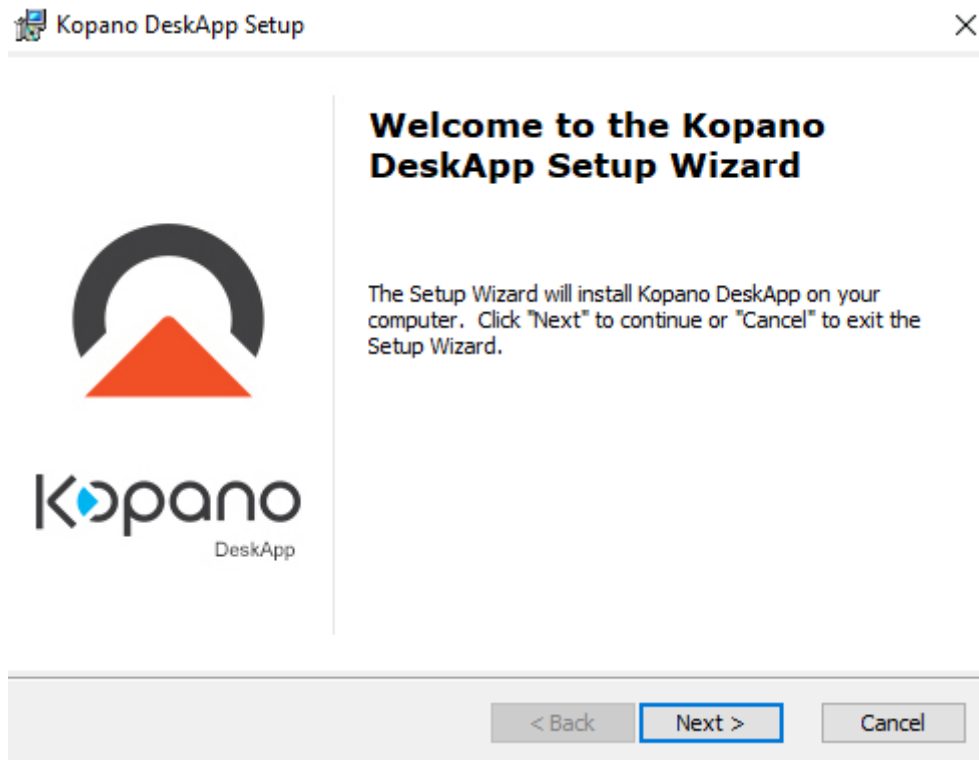 Kopano DeskApp Setup
Welcome to the Kopano
DeskApp Setup Wizard
The Setup Wizard will install Kopano DeskApp on your
computer.  Click "Next" to continue or "Cancel" to exit the
Setup Wizard.
kopano
DeskApp
< Back
Next >
Cancel